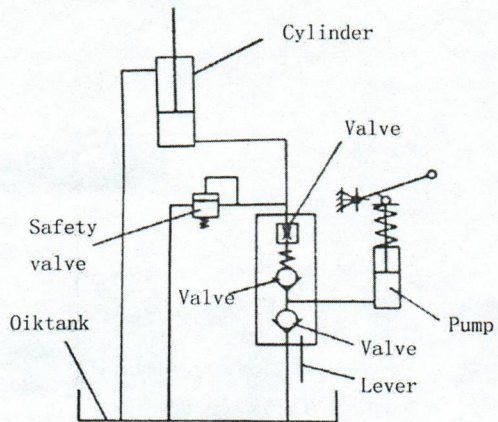 Cylinder
Valve
Safety
valve
Valve
Oiktank
Pump
Valve
Lever